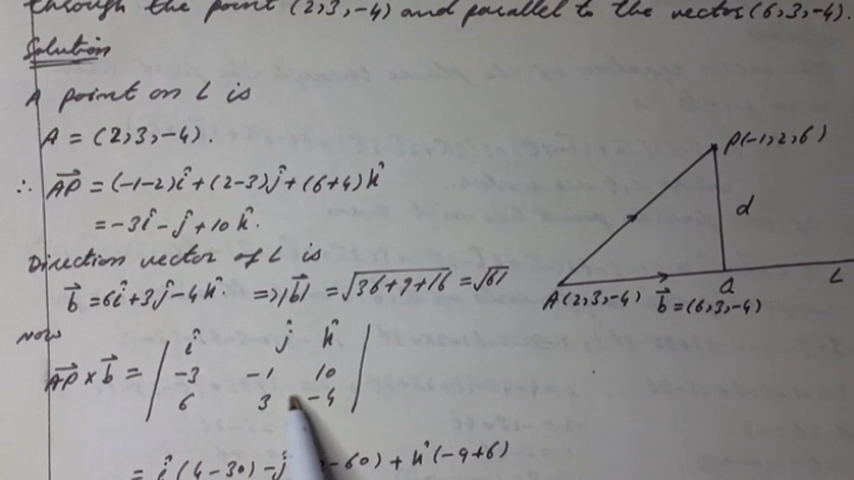 through the point (2,3,-4) and parallel to the vector (6,3,-4).
Solution
A point on L is
A = (2,3,-4).
∴ AP = (-1-2)î + (2-3)ĵ + (6+4)k̂
= -3î - ĵ + 10k̂.
Direction vector of L is
b = 6î + 3ĵ - 4k̂. ⇒ |b| = √36+9+16 = √61
Now
AP × b = | î ĵ k̂
-3 -1 10
6 3 -4 |
= î(4-30) - ĵ -60) + k̂(-9+6)
P(-1,2,6)
d
A(2,3,-4)
b = (6,3,-4)
Q
L